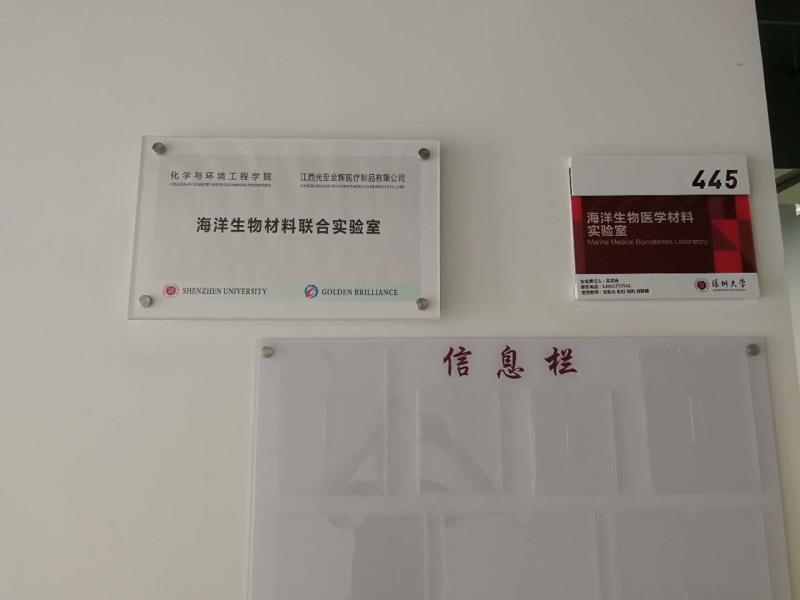 化学与环境工程学院
江西光至金辉医疗制品有限公司
海洋生物材料联合实验室
SHENZHEN UNIVERSITY
GOLDEN BRILLIANCE
445
海洋生物医学材料
实验室
Marine Medical Biomaterials Laboratory
深圳大学
信息栏